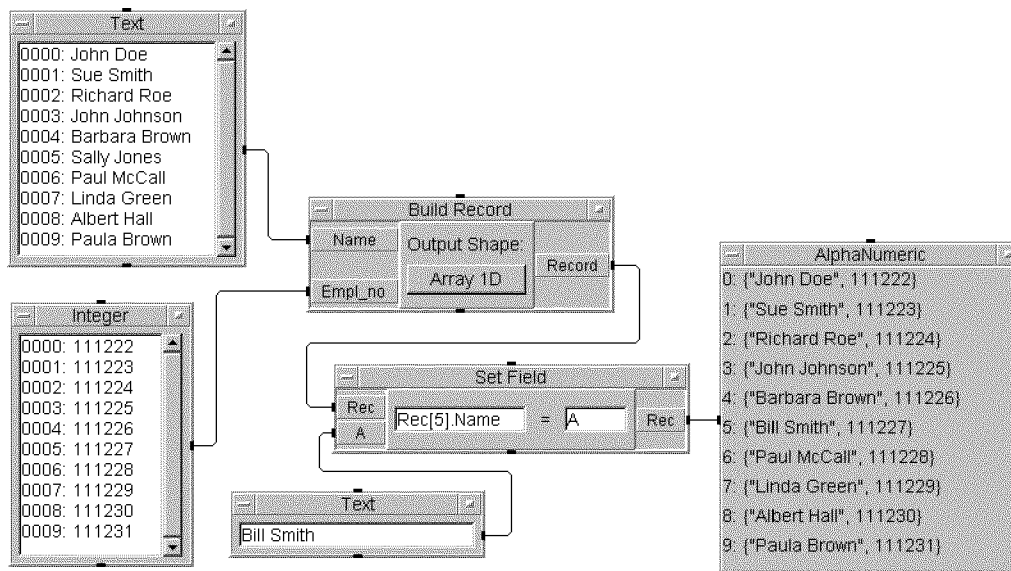 Text
0000: John Doe
0001: Sue Smith
0002: Richard Roe
0003: John Johnson
0004: Barbara Brown
0005: Sally Jones
0006: Paul McCall
0007: Linda Green
0008: Albert Hall
0009: Paula Brown
Integer
0000: 111222
0001: 111223
0002: 111224
0003: 111225
0004: 111226
0005: 111227
0006: 111228
0007: 111229
0008: 111230
0009: 111231
Build Record
Name
Empl_no
Output Shape:
Array 1D
Record
Set Field
Rec
A
Rec[5].Name = A
Rec
Text
Bill Smith
AlphaNumeric
0: {"John Doe", 111222}
1: {"Sue Smith", 111223}
2: {"Richard Roe", 111224}
3: {"John Johnson", 111225}
4: {"Barbara Brown", 111226}
5: {"Bill Smith", 111227}
6: {"Paul McCall", 111228}
7: {"Linda Green", 111229}
8: {"Albert Hall", 111230}
9: {"Paula Brown", 111231}